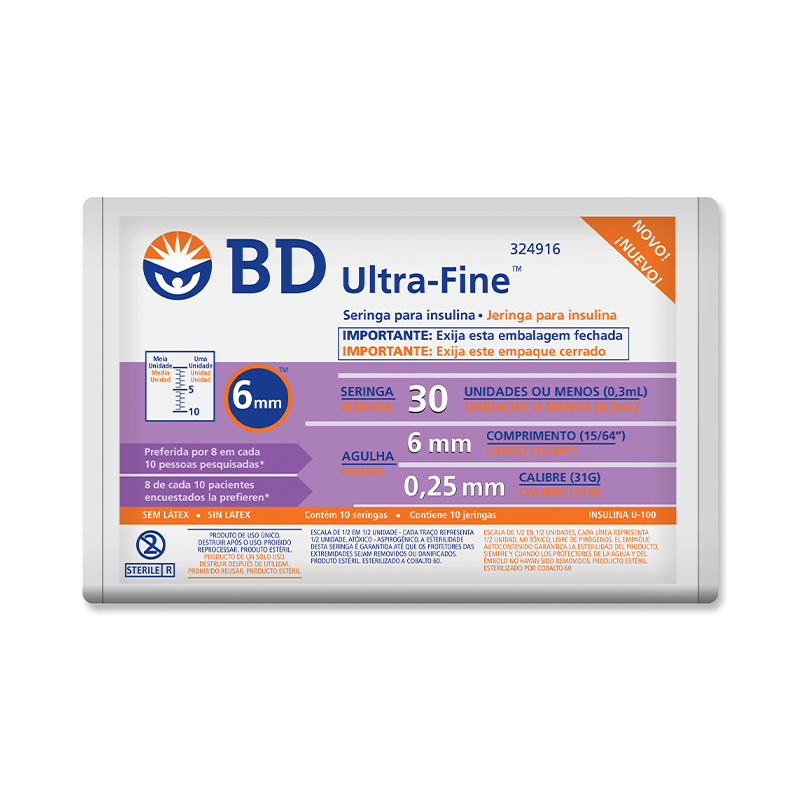 BD
Ultra-Fine™
324916
NOVO!
¡NUEVO!
Seringa para insulina • Jeringa para insulina
IMPORTANTE: Exija esta embalagem fechada
IMPORTANTE: Exija este empaque cerrado
Meia Unidade
Media Unidad
Uma Unidade
Unidad Unidad
5
10
6mm™
SERINGA
JERINGA
30
UNIDADES OU MENOS (0,3mL)
UNIDADES O MENOS (0,3mL)
AGULHA
AGUJA
6 mm
COMPRIMENTO (15/64”)
LARGO (15/64”)
0,25 mm
CALIBRE (31G)
CALIBRE (31G)
Preferida por 8 em cada
10 pessoas pesquisadas*
8 de cada 10 pacientes
encuestados la prefieren*
SEM LÁTEX • SIN LATEX
Contém 10 seringas • Contiene 10 jeringas
INSULINA U-100
2
STERILE R
PRODUTO DE USO ÚNICO.
DESTRUIR APÓS O USO. PROIBIDO
REPROCESSAR. PRODUTO ESTÉRIL.
PRODUCTO DE UN SOLO USO.
DESTRUIR DESPUÉS DE UTILIZAR.
PROHIBIDO REUSAR. PRODUCTO ESTÉRIL.
ESCALA DE 1/2 EM 1/2 UNIDADE - CADA TRAÇO REPRESENTA
1/2 UNIDADE. ATÓXICO - ASPIROGÊNICO. A ESTERILIDADE
DESTA SERINGA É GARANTIDA ATÉ QUE OS PROTETORES DAS
EXTREMIDADES SEJAM REMOVIDOS OU DANIFICADOS.
PRODUTO ESTÉRIL. ESTERILIZADO A COBALTO 60.
ESCALA DE 1/2 EN 1/2 UNIDADES, CADA LÍNEA REPRESENTA
1/2 UNIDAD. NO TÓXICO, LIBRE DE PIRÓGENOS. EL EMPAQUE
AUTOCONTENIDO GARANTIZA LA ESTERILIDAD DEL PRODUCTO,
SIEMPRE Y CUANDO LOS PROTECTORES DE LA AGUJA Y DEL
ÉMBOLO NO HAYAN SIDO REMOVIDOS. PRODUCTO ESTÉRIL.
ESTERILIZADO POR COBALTO 60.